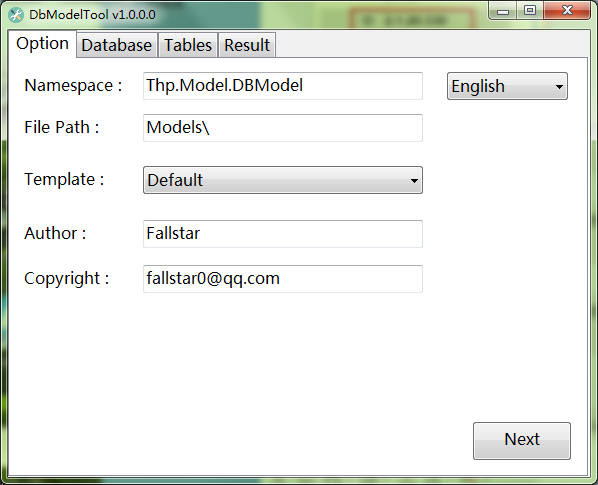 DbModelTool v1.0.0.0
Option Database Tables Result
Namespace : Thp.Model.DBModel English
File Path : Models\
Template : Default
Author : Fallstar
Copyright : fallstar0@qq.com
Next